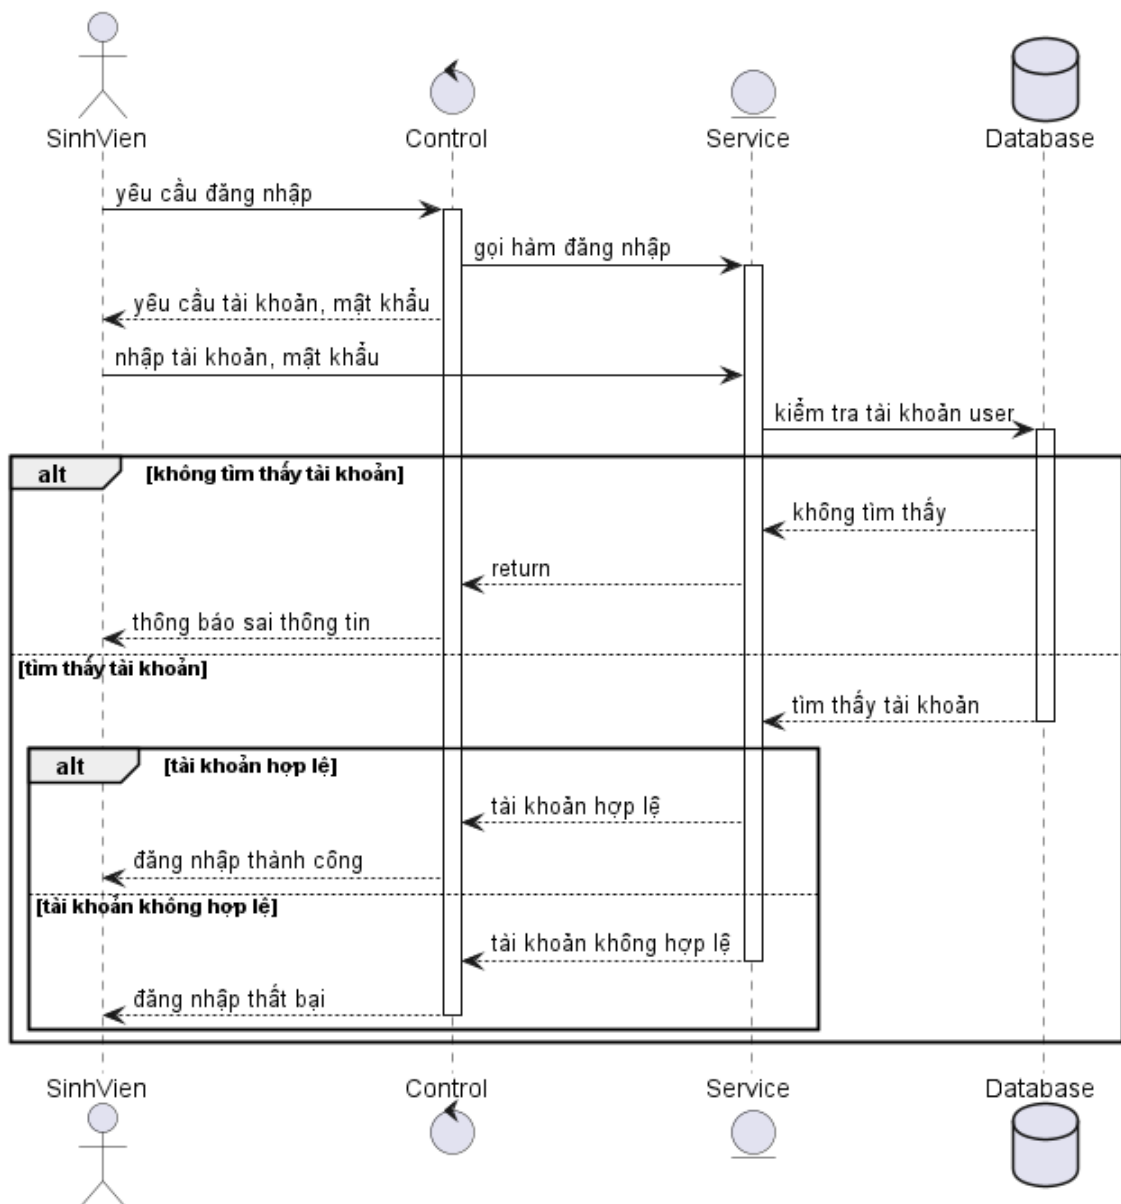 SinhVien Control Service Database
yêu cầu đăng nhập
gọi hàm đăng nhập
yêu cầu tài khoản, mật khẩu
nhập tài khoản, mật khẩu
kiểm tra tài khoản user
alt [không tìm thấy tài khoản]
không tìm thấy
return
thông báo sai thông tin
[tìm thấy tài khoản]
tìm thấy tài khoản
alt [tài khoản hợp lệ]
tài khoản hợp lệ
đăng nhập thành công
[tài khoản không hợp lệ]
tài khoản không hợp lệ
đăng nhập thất bại
SinhVien Control Service Database